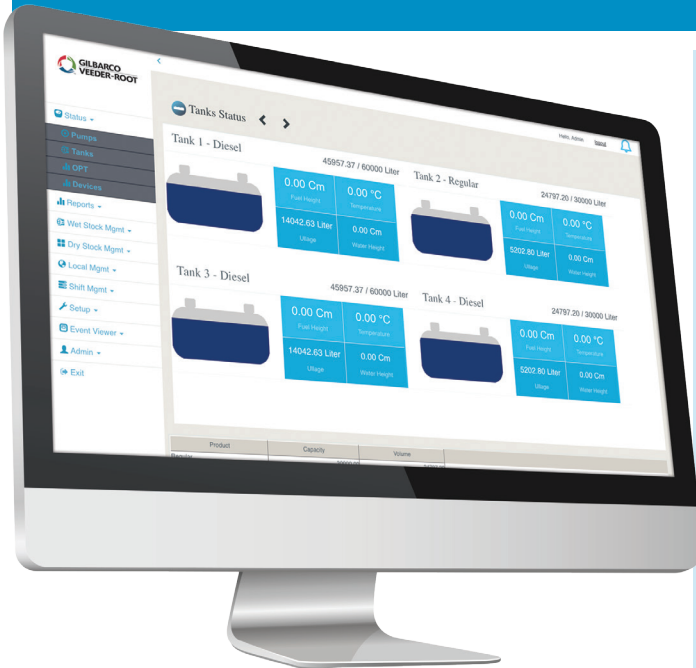 GILBARCO
VEEDER-ROOT
Hello, Admin
Status
Pumps
Tanks
OPT
Devices
Reports
Wet Stock Mgmt
Dry Stock Mgmt
Local Mgmt
Shift Mgmt
Setup
Event Viewer
Admin
Exit
Tanks Status
Tank 1 - Diesel
45957.37 / 60000 Liter
0.00 Cm
Fuel Height
0.00 °C
Temperature
14042.63 Liter
Ullage
0.00 Cm
Water Height
Tank 2 - Regular
24797.20 / 30000 Liter
0.00 Cm
Fuel Height
0.00 °C
Temperature
5202.80 Liter
Ullage
0.00 Cm
Water Height
Tank 3 - Diesel
45957.37 / 60000 Liter
0.00 Cm
Fuel Height
0.00 °C
Temperature
14042.63 Liter
Ullage
0.00 Cm
Water Height
Tank 4 - Diesel
24797.20 / 30000 Liter
0.00 Cm
Fuel Height
0.00 °C
Temperature
5202.80 Liter
Ullage
0.00 Cm
Water Height
Product
Capacity
Volume